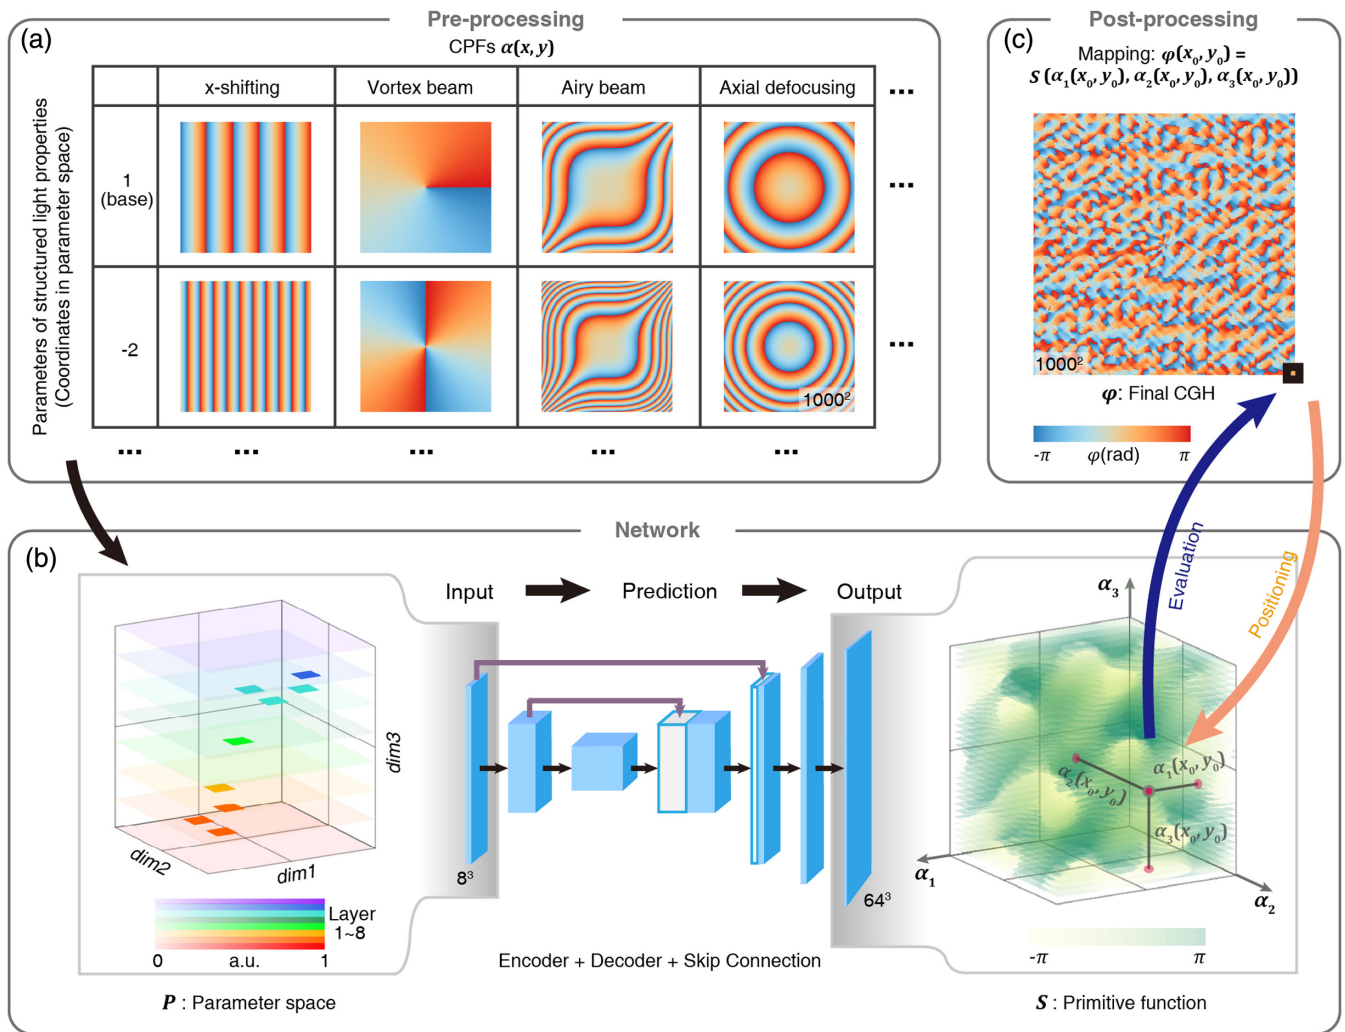 Pre-processing
(a)
CPFs α(x, y)
x-shifting
Vortex beam
Airy beam
Axial defocusing
...
Parameters of structured light properties
(Coordinates in parameter space)
1
(base)
...
-2
1000²
...
... ... ... ... ...
Post-processing
(c)
Mapping: φ(x₀, y₀) =
S (α₁(x₀, y₀), α₂(x₀, y₀), α₃(x₀, y₀))
1000²
φ: Final CGH
-π φ(rad) π
Network
(b)
Input
Prediction
Output
dim3
dim2
dim1
Layer
1~8
0 a.u. 1
P : Parameter space
8³
64³
Encoder + Decoder + Skip Connection
Evaluation
Positioning
α₃
α₁(x₀, y₀)
α₂(x₀, y₀)
α₃(x₀, y₀)
α₁
α₂
-π π
S : Primitive function